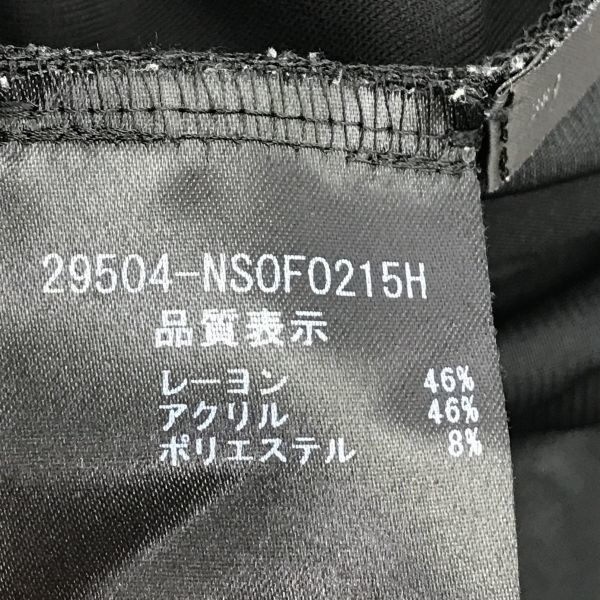 29504-NSOF0215H
品質表示
レーヨン 46%
アクリル 46%
ポリエステル 8%